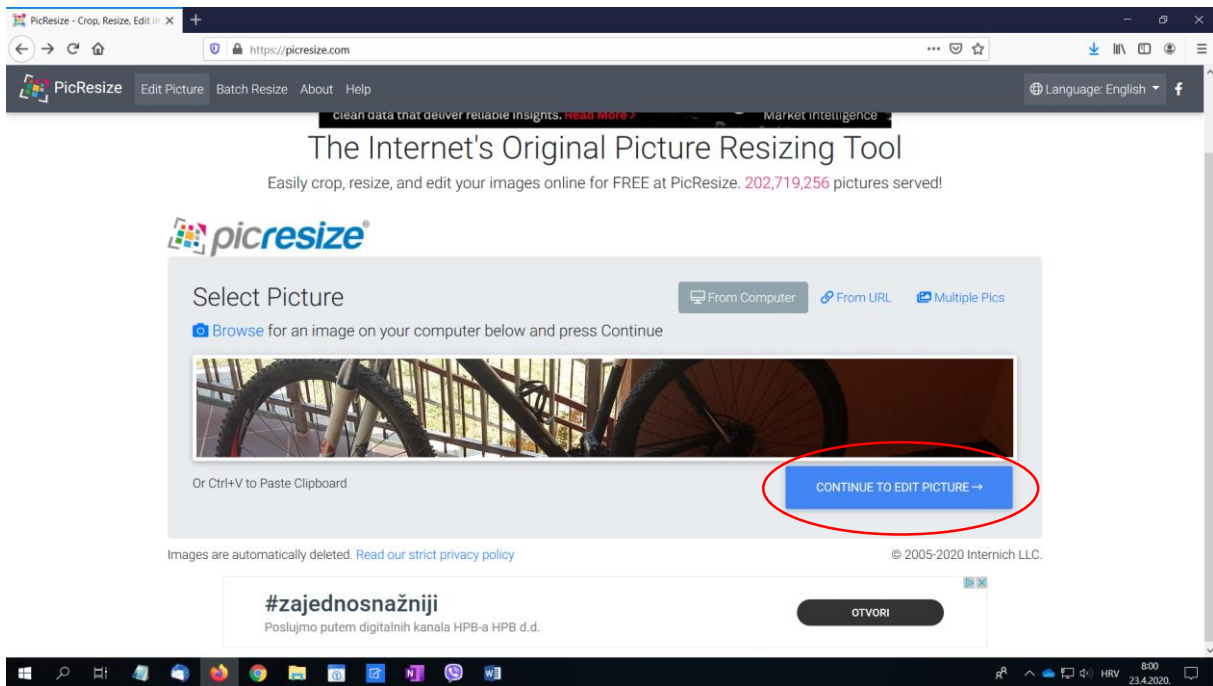 PicResize - Crop, Resize, Edit in
https://picresize.com
PicResize Edit Picture Batch Resize About Help Language: English
clean data that deliver reliable insights. Read More > Market Intelligence
The Internet's Original Picture Resizing Tool
Easily crop, resize, and edit your images online for FREE at PicResize. 202,719,256 pictures served!
picresize®
Select Picture From Computer From URL Multiple Pics
Browse for an image on your computer below and press Continue
Or Ctrl+V to Paste Clipboard CONTINUE TO EDIT PICTURE →
Images are automatically deleted. Read our strict privacy policy © 2005-2020 Internich LLC.
#zajednosnažniji
Poslujmo putem digitalnih kanala HPB-a HPB d.d.
OTVORI
HRV 8:00
23.4.2020.